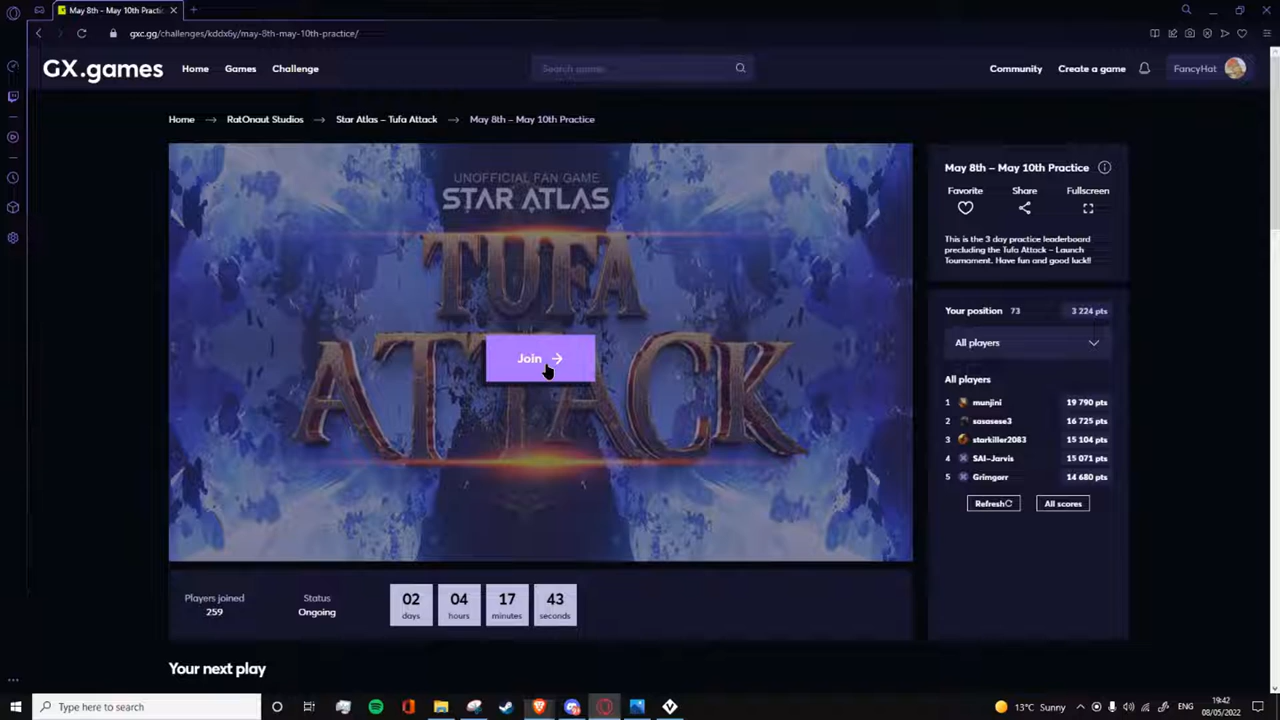 May 8th – May 10th Practic
gxc.gg/challenges/kddx6y/may-8th-may-10th-practice/
GX.games
Home
Games
Challenge
Search games
Community
Create a game
FancyHat
Home → RatOnaut Studios → Star Atlas – Tufa Attack → May 8th – May 10th Practice
UNOFFICIAL FAN GAME
STAR ATLAS
TUFA
ATTACK
Join →
May 8th – May 10th Practice
Favorite
Share
Fullscreen
This is the 3 day practice leaderboard
precluding the Tufa Attack – Launch
Tournament. Have fun and good luck!!
Your position 73 3 224 pts
All players
All players
1 munjini 19 790 pts
2 sasasese3 16 725 pts
3 starkiller2083 15 104 pts
4 SAI-Jarvis 15 071 pts
5 Grimgorr 14 680 pts
Refresh
All scores
Players joined
259
Status
Ongoing
02 04 17 43
days hours minutes seconds
Your next play
Type here to search
13°C Sunny
ENG
19:42
08/05/2022